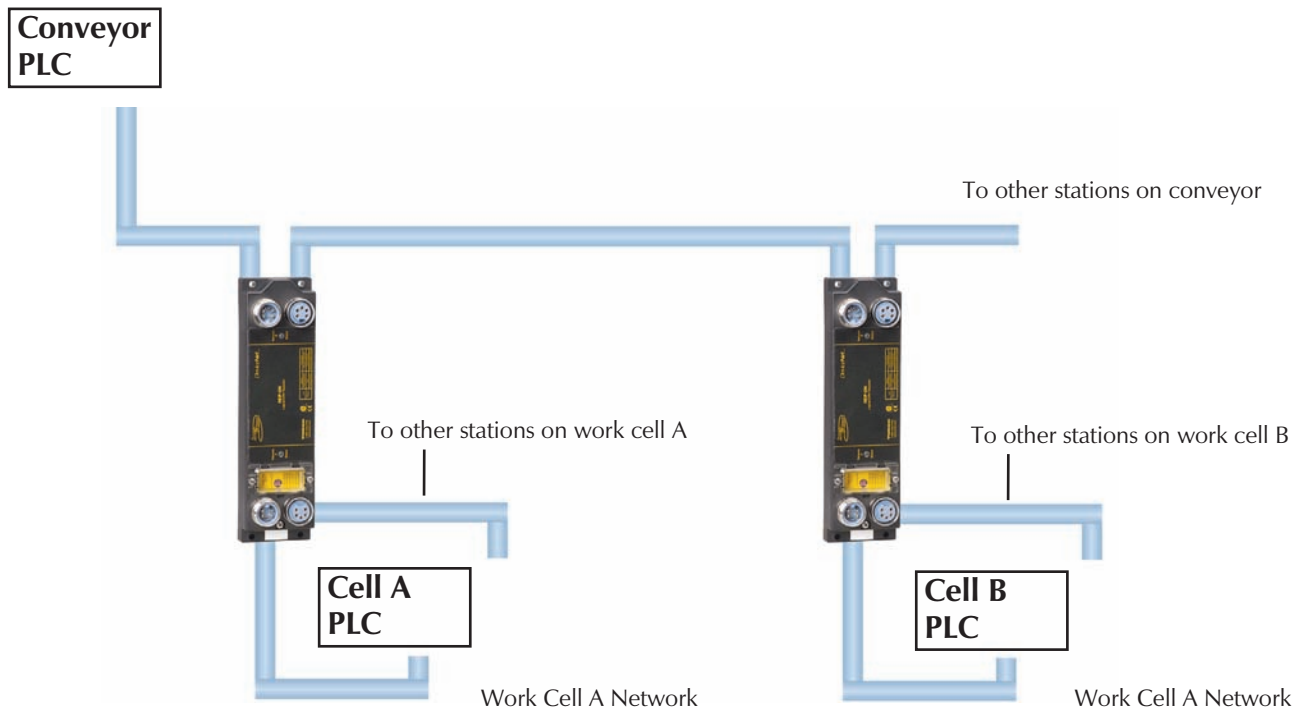 Conveyor
PLC
To other stations on conveyor
To other stations on work cell A
To other stations on work cell B
Cell A
PLC
Cell B
PLC
Work Cell A Network
Work Cell A Network